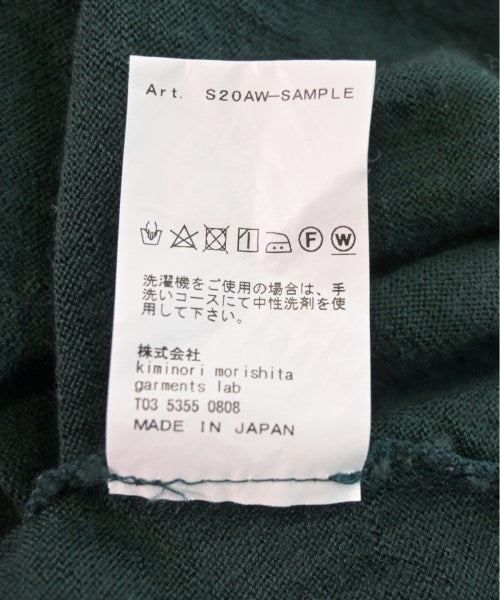 Art. S20AW-SAMPLE
F W
洗濯機をご使用の場合は、手
洗いコースにて中性洗剤を使
用して下さい。
株式会社
kiminori morishita
garments lab
T03 5355 0808
MADE IN JAPAN